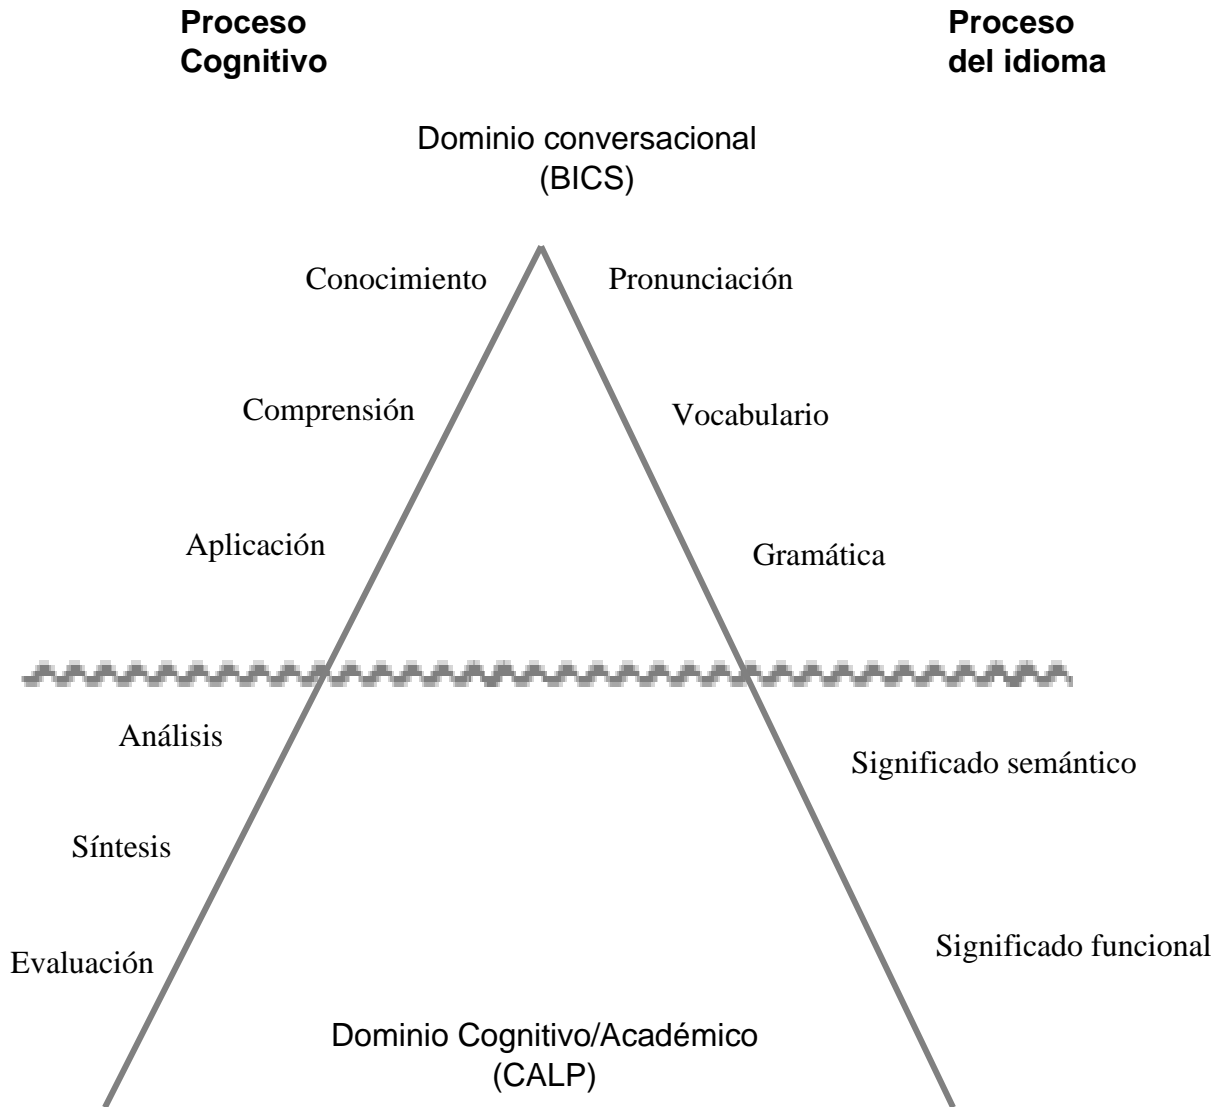 Proceso
Cognitivo
Proceso
del idioma
Dominio conversacional
(BICS)
Conocimiento
Pronunciación
Comprensión
Vocabulario
Aplicación
Gramática
Análisis
Significado semántico
Síntesis
Significado funcional
Evaluación
Dominio Cognitivo/Académico
(CALP)